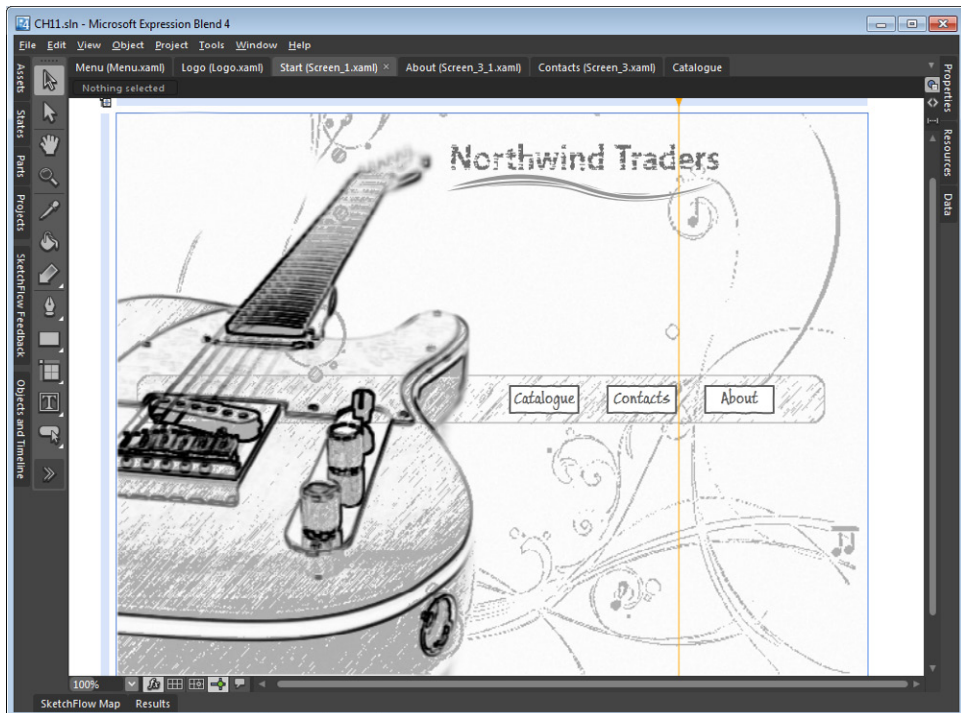 CH11.sln - Microsoft Expression Blend 4
File Edit View Object Project Tools Window Help
Menu (Menu.xaml) Logo (Logo.xaml) Start (Screen_1.xaml) × About (Screen_3_1.xaml) Contacts (Screen_3.xaml) Catalogue
Nothing selected
Assets
States
Parts
Projects
SketchFlow Feedback
Objects and Timeline
Northwind Traders
Catalogue Contacts About
Properties
Resources
Data
100%
SketchFlow Map Results